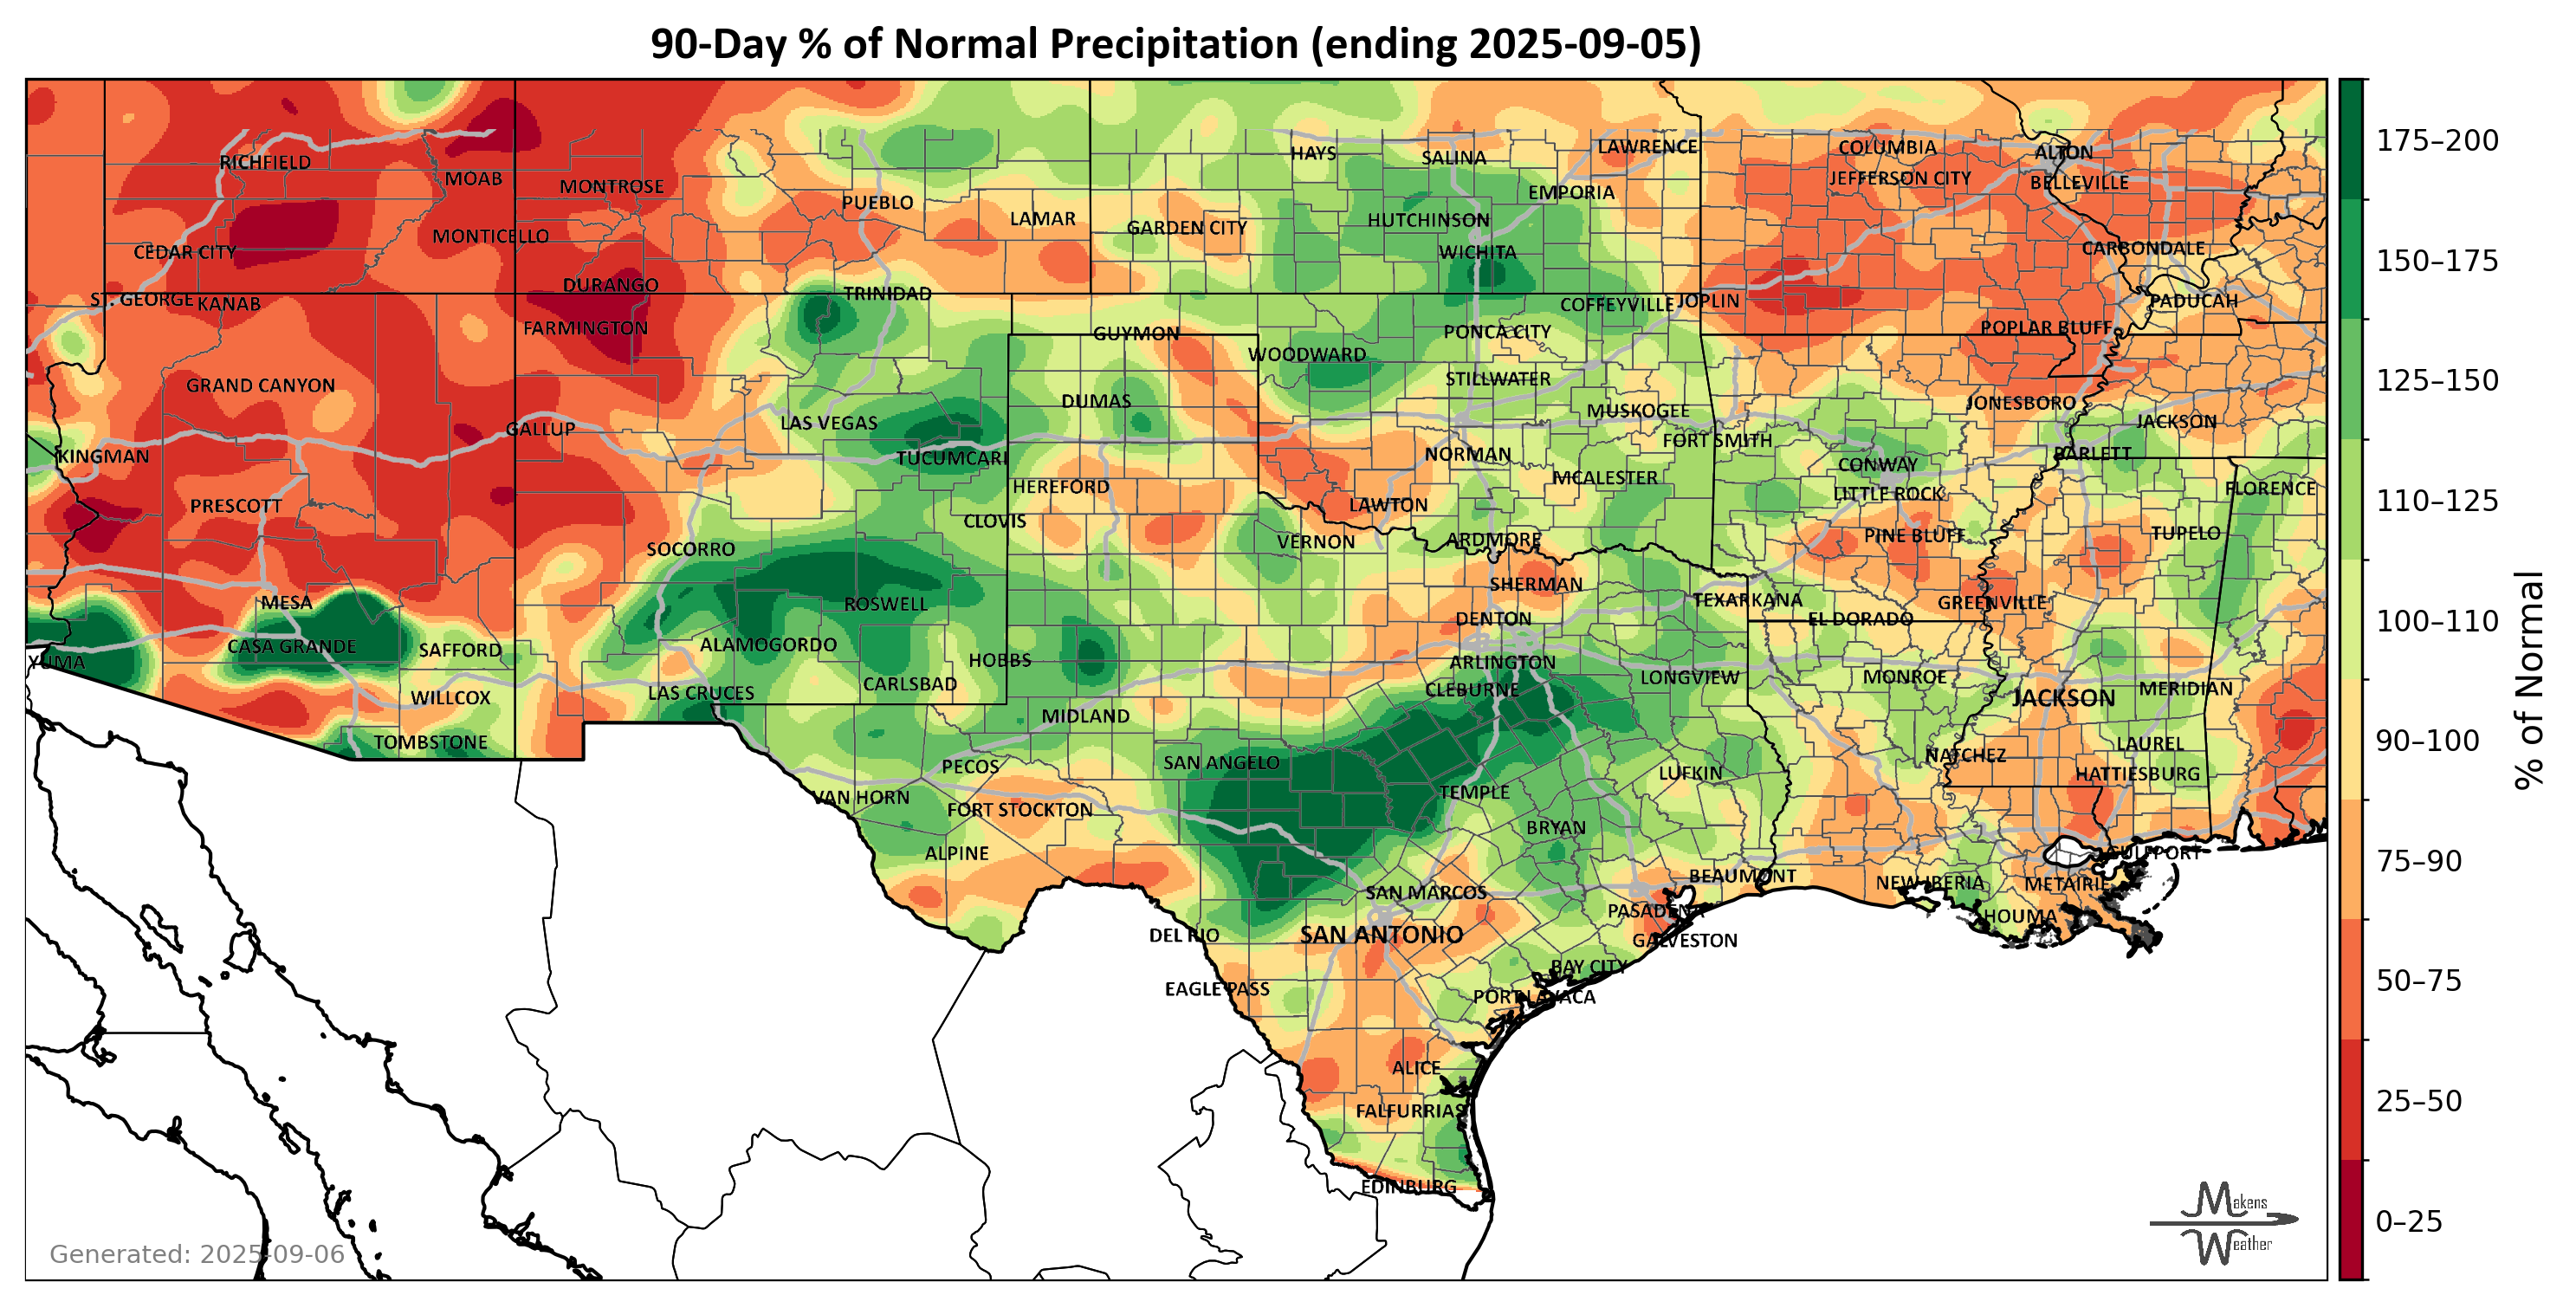 90-Day % of Normal Precipitation (ending 2025-09-05)
HAYS
SALINA
LAWRENCE
COLUMBIA
ALTON
RICHFIELD
MOAB
MONTROSE
EMPORIA
JEFFERSON CITY
BELLEVILLE
PUEBLO
LAMAR
GARDEN CITY
HUTCHINSON
CEDAR CITY
MONTICELLO
WICHITA
CARBONDALE
DURANGO
TRINIDAD
ST. GEORGE
KANAB
COFFEYVILLE
JOPLIN
PADUCAH
FARMINGTON
GUYMON
PONCA CITY
POPLAR BLUFF
WOODWARD
GRAND CANYON
STILLWATER
DUMAS
MUSKOGEE
JONESBORO
LAS VEGAS
GALLUP
FORT SMITH
JACKSON
KINGMAN
TUCUMCARI
NORMAN
CONWAY
BARLETT
HEREFORD
MCALESTER
LITTLE ROCK
FLORENCE
PRESCOTT
CLOVIS
LAWTON
SOCORRO
VERNON
ARDMORE
PINE BLUFF
TUPELO
MESA
ROSWELL
SHERMAN
TEXARKANA
GREENVILLE
CASA GRANDE
SAFFORD
ALAMOGORDO
DENTON
EL DORADO
YUMA
HOBBS
ARLINGTON
WILLCOX
LAS CRUCES
CARLSBAD
CLEBURNE
LONGVIEW
MONROE
JACKSON
MERIDIAN
TOMBSTONE
MIDLAND
PECOS
SAN ANGELO
LUFKIN
NATCHEZ
LAUREL
VAN HORN
FORT STOCKTON
TEMPLE
HATTIESBURG
ALPINE
BRYAN
GULFPORT
SAN MARCOS
BEAUMONT
NEW IBERIA
METAIRIE
DEL RIO
SAN ANTONIO
PASADENA
GALVESTON
HOUMA
EAGLE PASS
BAY CITY
PORT LAVACA
ALICE
FALFURRIAS
EDINBURG
175–200
150–175
125–150
110–125
100–110
90–100
75–90
50–75
25–50
0–25
% of Normal
Generated: 2025-09-06
Makens
Weather